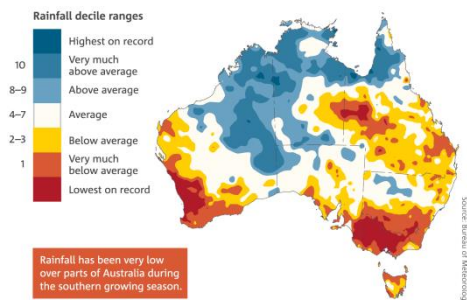 Rainfall decile ranges
Highest on record
10
Very much
above average
8–9
Above average
4–7
Average
2–3
Below average
1
Very much
below average
Lowest on record
Rainfall has been very low
over parts of Australia during
the southern growing season.
Source: Bureau of Meteorology